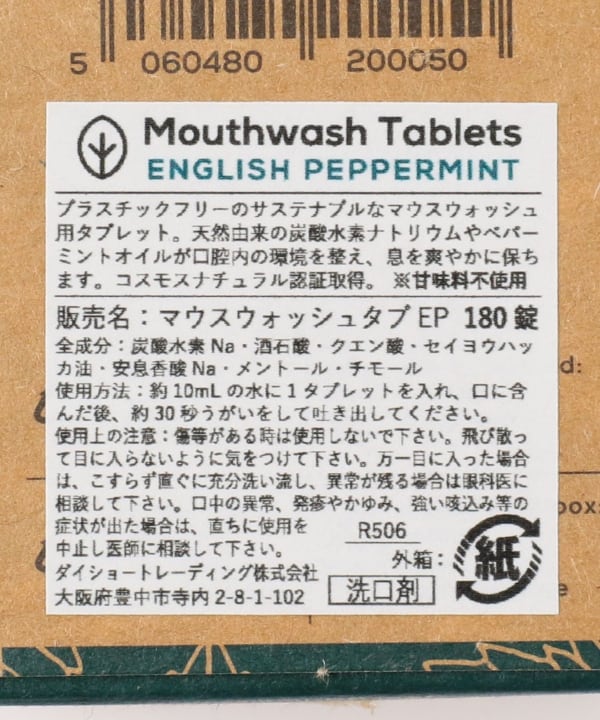 5 060480 200050
Mouthwash Tablets
ENGLISH PEPPERMINT
プラスチックフリーのサステナブルなマウスウォッシュ
用タブレット。天然由来の炭酸水素ナトリウムやペパー
ミントオイルが口腔内の環境を整え、息を爽やかに保ち
ます。コスモスナチュラル認証取得。 ※甘味料不使用
販売名：マウスウォッシュタブ EP 180 錠
全成分：炭酸水素 Na・酒石酸・クエン酸・セイヨウハッ
カ油・安息香酸 Na・メントール・チモール
使用方法：約 10mL の水に 1 タブレットを入れ、口に含
んだ後、約 30 秒うがいをして吐き出してください。
使用上の注意：傷等がある時は使用しないで下さい。飛び散っ
て目に入らないように気をつけて下さい。万一目に入った場合
は、こすらず直ぐに充分洗い流し、異常が残る場合は眼科医に
相談して下さい。口中の異常、発疹やかゆみ、強い咳込み等の
症状が出た場合は、直ちに使用を
中止し医師に相談して下さい。
R506
ダイショートレーディング株式会社
大阪府豊中市寺内 2-8-1-102
外箱：
紙
洗口剤
d:
box:
e